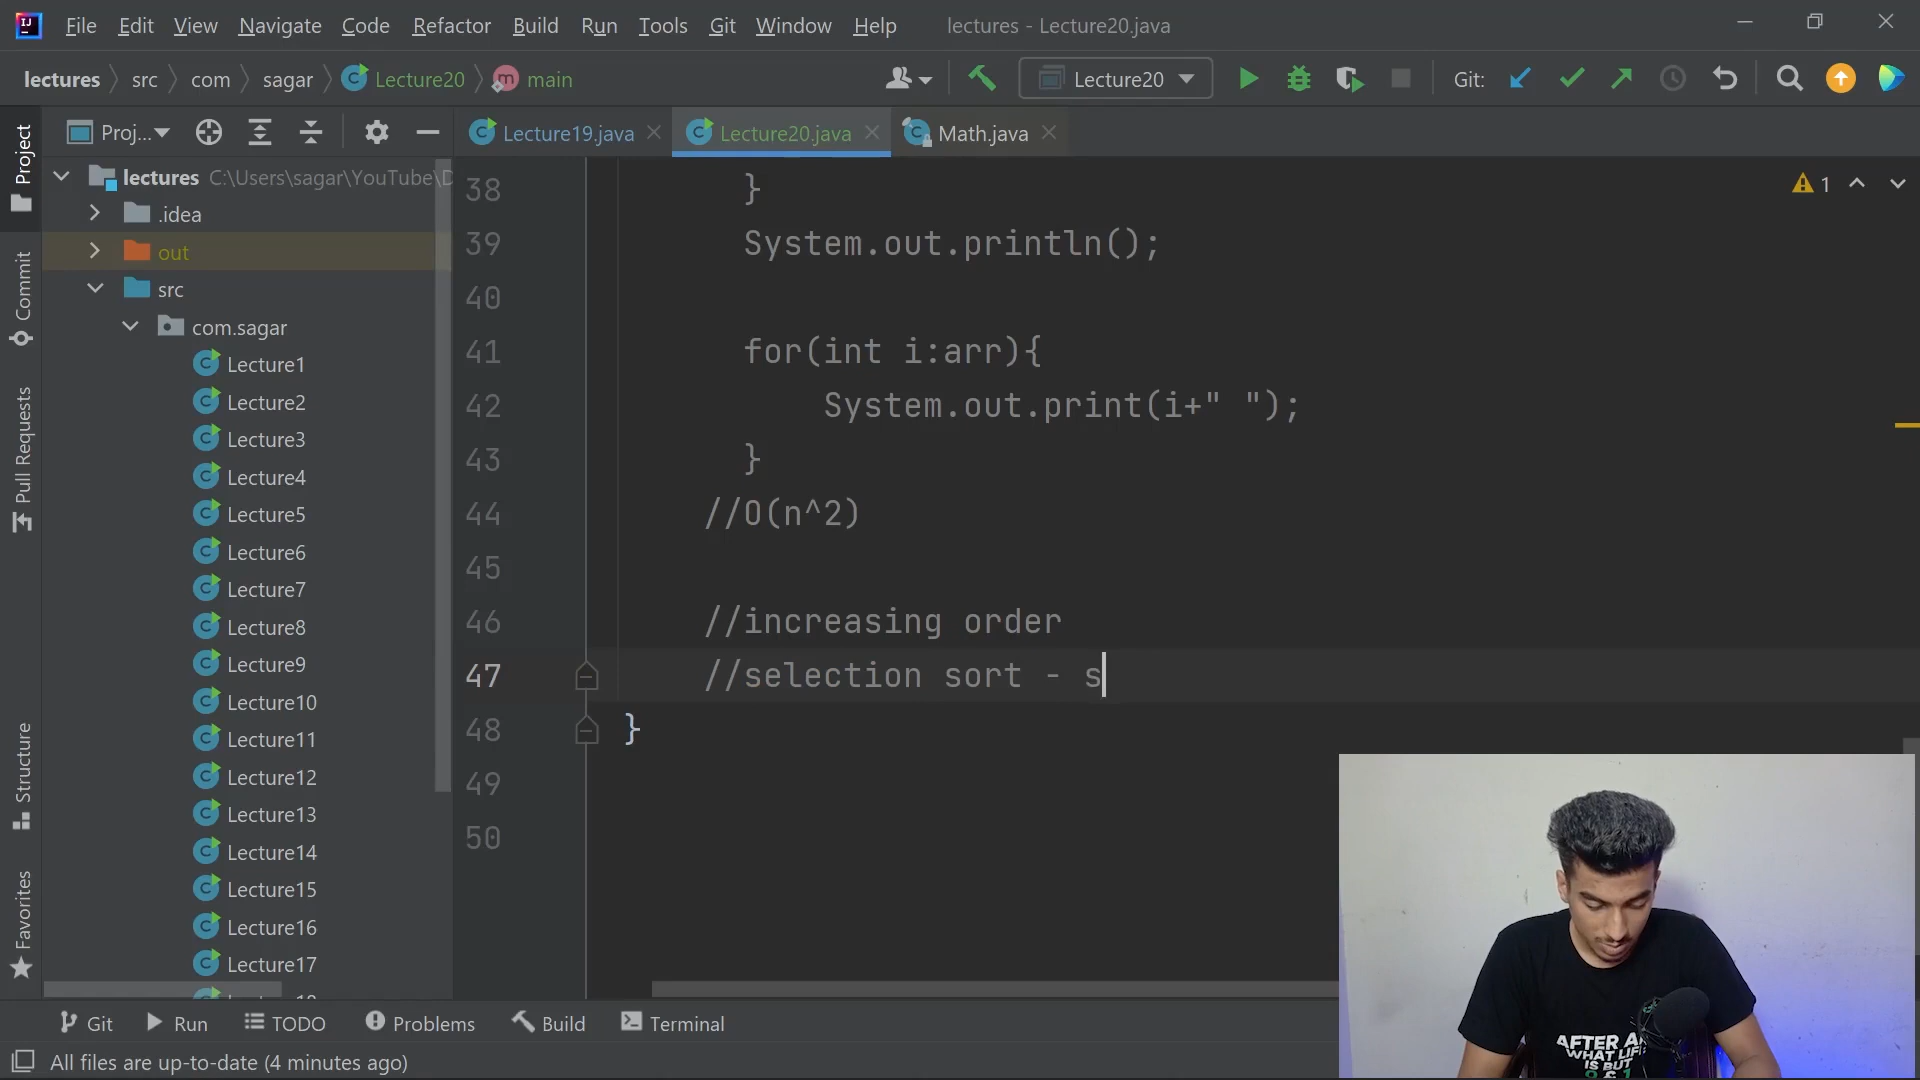 File Edit View Navigate Code Refactor Build Run Tools Git Window Help lectures - Lecture20.java
lectures src com sagar Lecture20 main Lecture20 Git:
Proj... Lecture19.java Lecture20.java Math.java
Project
Commit
Pull Requests
Structure
Favorites
lectures C:\Users\sagar\YouTube\D
.idea
out
src
com.sagar
Lecture1
Lecture2
Lecture3
Lecture4
Lecture5
Lecture6
Lecture7
Lecture8
Lecture9
Lecture10
Lecture11
Lecture12
Lecture13
Lecture14
Lecture15
Lecture16
Lecture17
1
38 }
39 System.out.println();
40
41 for(int i:arr){
42 System.out.print(i+" ");
43 }
44 //O(n^2)
45
46 //increasing order
47 //selection sort - s
48 }
49
50
Git Run TODO Problems Build Terminal
All files are up-to-date (4 minutes ago)
AFTER A
WHAT LIF
IS BUT